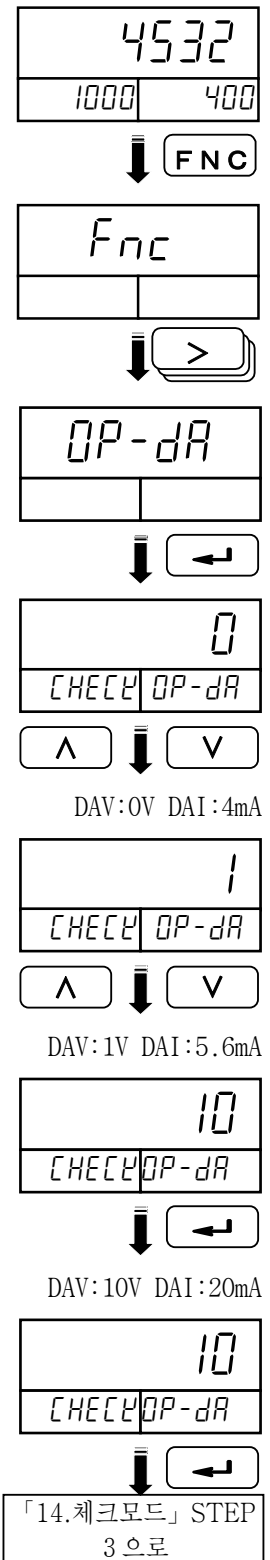 4532
1000 400
FNC
Fnc
>
OP-dA
0
CHECK OP-dA
∧ ∨
DAV:0V DAI:4mA
1
CHECK OP-dA
∧ ∨
DAV:1V DAI:5.6mA
10
CHECK OP-dA
DAV:10V DAI:20mA
10
CHECK OP-dA
「14.체크모드」 STEP
3 으로